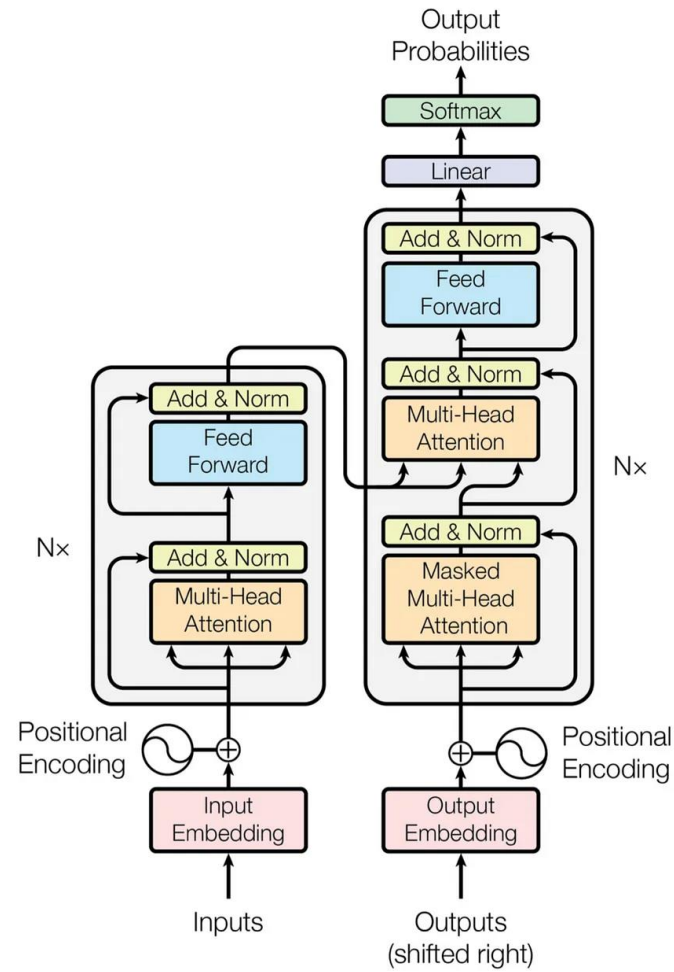 Output
Probabilities
Softmax
Linear
Add & Norm
Feed
Forward
Add & Norm
Multi-Head
Attention
Add & Norm
Masked
Multi-Head
Attention
N×
Add & Norm
Feed
Forward
Add & Norm
Multi-Head
Attention
N×
Positional
Encoding
Input
Embedding
Inputs
Positional
Encoding
Output
Embedding
Outputs
(shifted right)